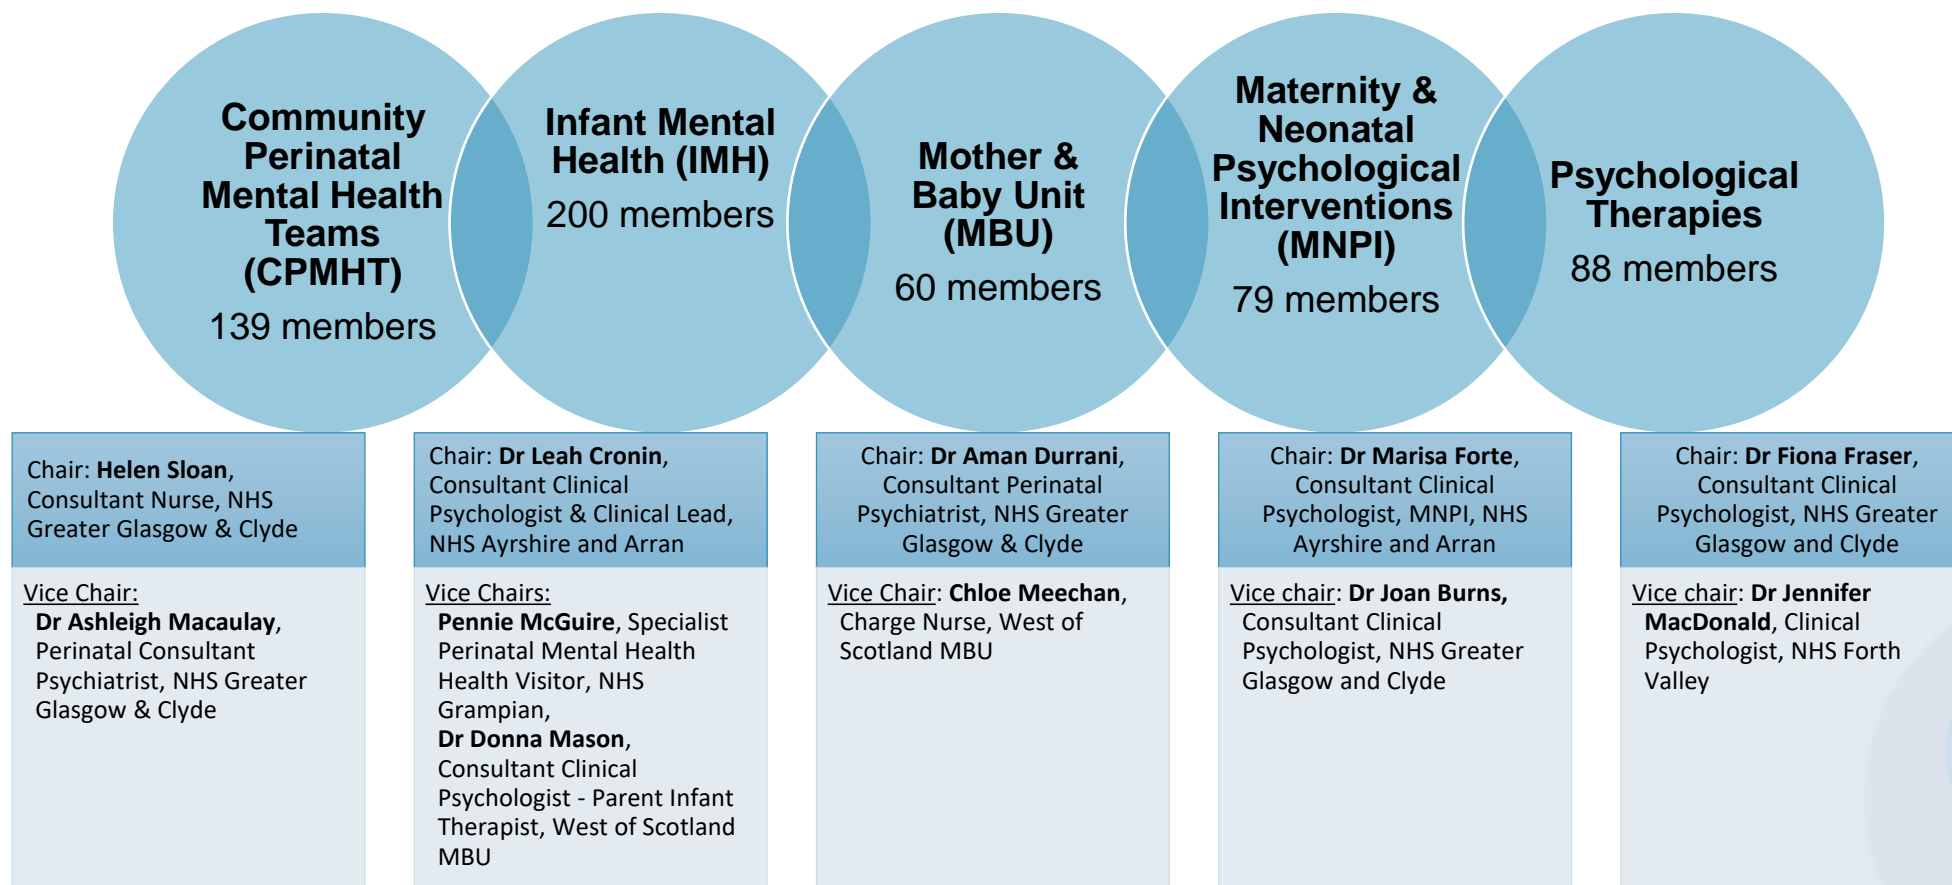 Community
Perinatal
Mental Health
Teams
(CPMHT)
139 members
Infant Mental
Health (IMH)
200 members
Mother &
Baby Unit
(MBU)
60 members
Maternity &
Neonatal
Psychological
Interventions
(MNPI)
79 members
Psychological
Therapies
88 members
Chair: Helen Sloan,
Consultant Nurse, NHS
Greater Glasgow & Clyde
Vice Chair:
Dr Ashleigh Macaulay,
Perinatal Consultant
Psychiatrist, NHS Greater
Glasgow & Clyde
Chair: Dr Leah Cronin,
Consultant Clinical
Psychologist & Clinical Lead,
NHS Ayrshire and Arran
Vice Chairs:
Pennie McGuire, Specialist
Perinatal Mental Health
Health Visitor, NHS
Grampian,
Dr Donna Mason,
Consultant Clinical
Psychologist - Parent Infant
Therapist, West of Scotland
MBU
Chair: Dr Aman Durrani,
Consultant Perinatal
Psychiatrist, NHS Greater
Glasgow & Clyde
Vice Chair: Chloe Meechan,
Charge Nurse, West of
Scotland MBU
Chair: Dr Marisa Forte,
Consultant Clinical
Psychologist, MNPI, NHS
Ayrshire and Arran
Vice chair: Dr Joan Burns,
Consultant Clinical
Psychologist, NHS Greater
Glasgow and Clyde
Chair: Dr Fiona Fraser,
Consultant Clinical
Psychologist, NHS Greater
Glasgow and Clyde
Vice chair: Dr Jennifer
MacDonald, Clinical
Psychologist, NHS Forth
Valley